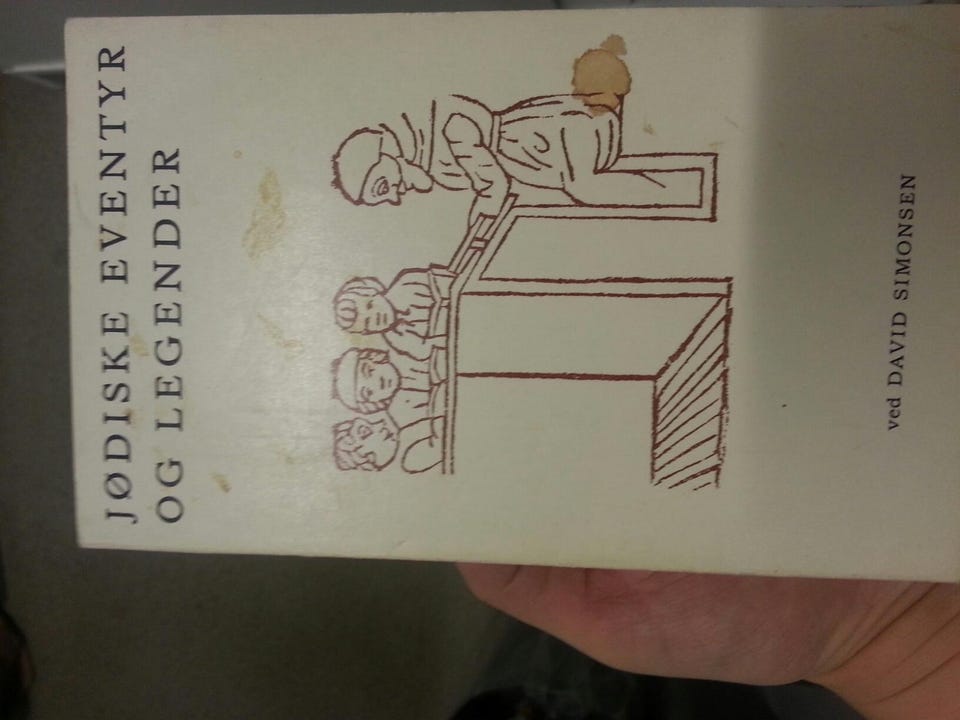 JØDISKE EVENTYR
OG LEGENDER
ved DAVID SIMONSEN